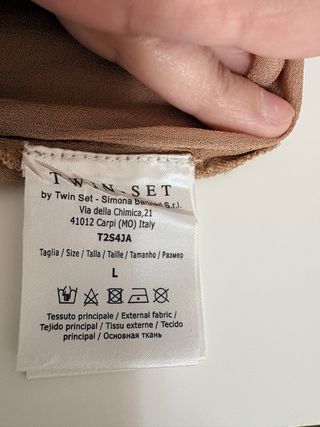 TWIN-SET
by Twin Set - Simona Barbieri S.r.l.
Via della Chimica,21
41012 Carpi (MO) Italy
T2S4JA
Taglia / Size / Talla / Taille / Tamanho / Размер
L
Tessuto principale / External fabric /
Tejido principal / Tissu externe / Tecido
principal / Основная ткань